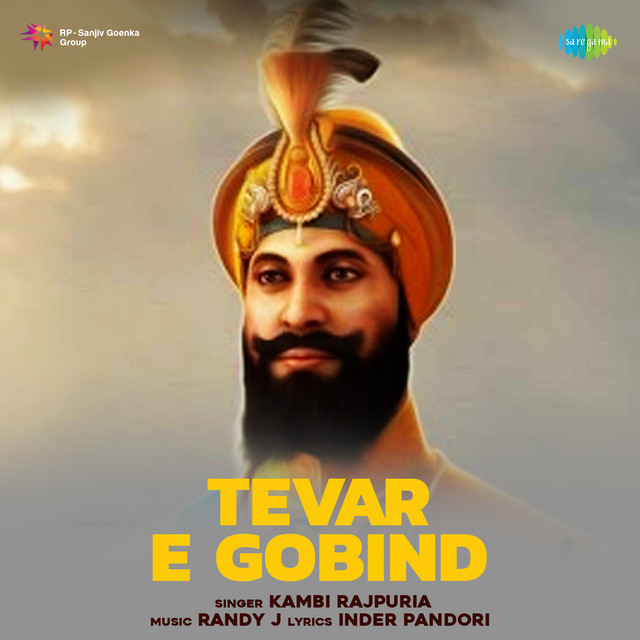 RP-Sanjiv Goenka
Group
saregama
TEVAR
E GOBIND
SINGER KAMBI RAJPURIA
MUSIC RANDY J LYRICS INDER PANDORI